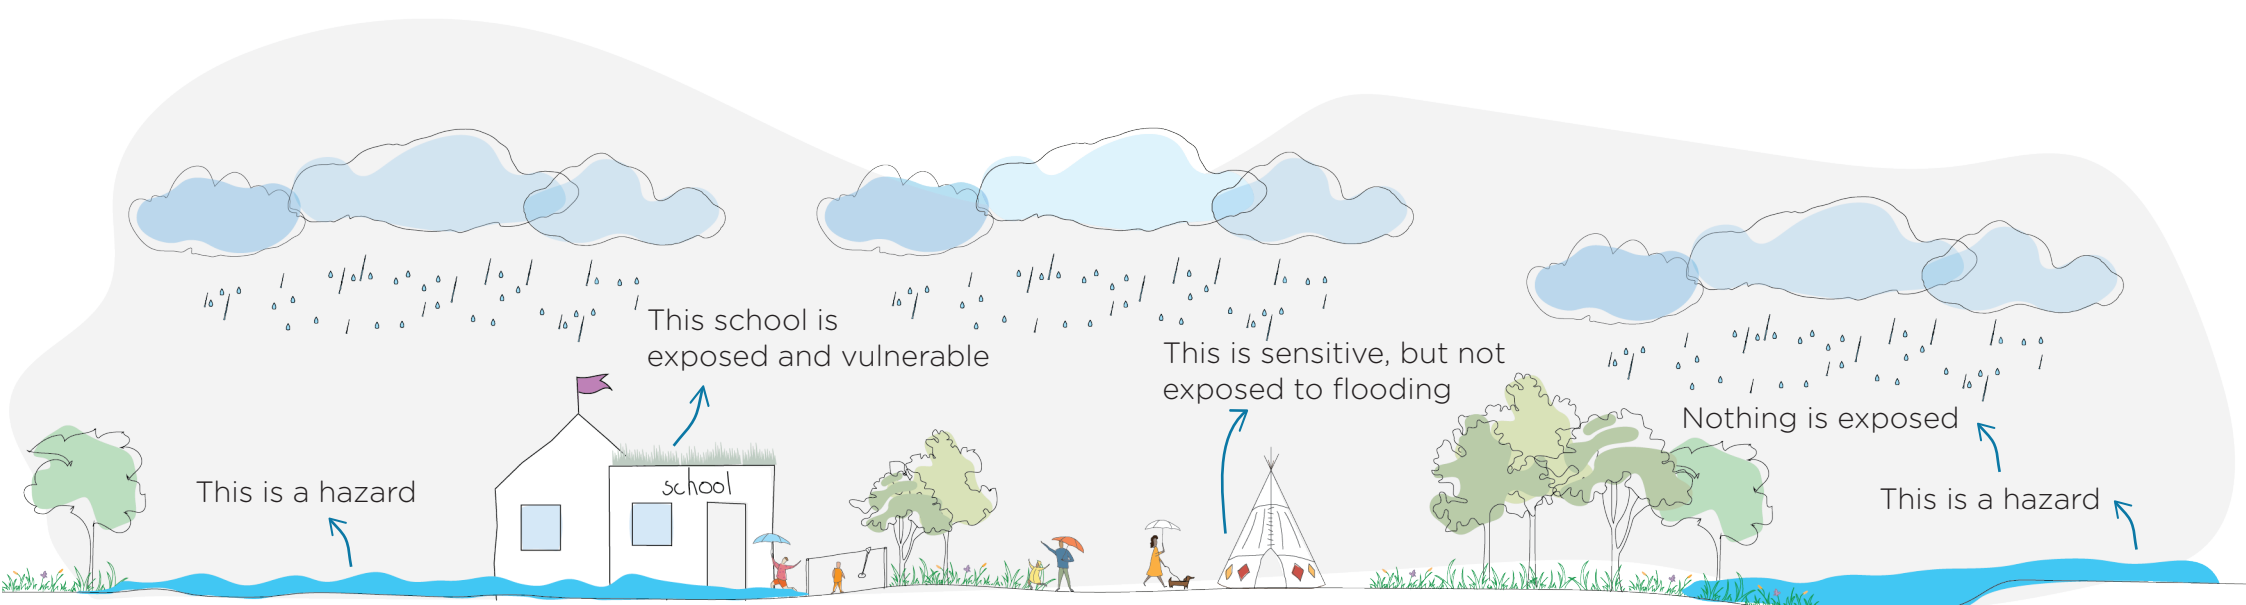 This school is
exposed and vulnerable
This is sensitive, but not
exposed to flooding
Nothing is exposed
This is a hazard
school
This is a hazard